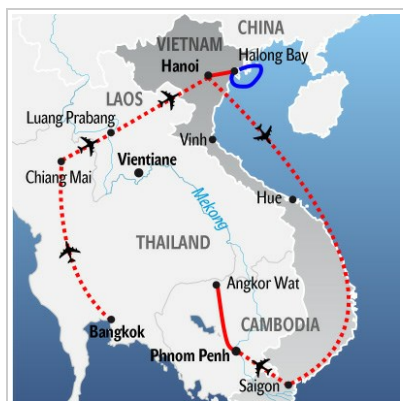 CHINA
VIETNAM
Halong Bay
Hanoi
LAOS
Luang Prabang
Vinh
Vientiane
Chiang Mai
Mekong
Hue
THAILAND
Angkor Wat
Bangkok
CAMBODIA
Phnom Penh
Saigon